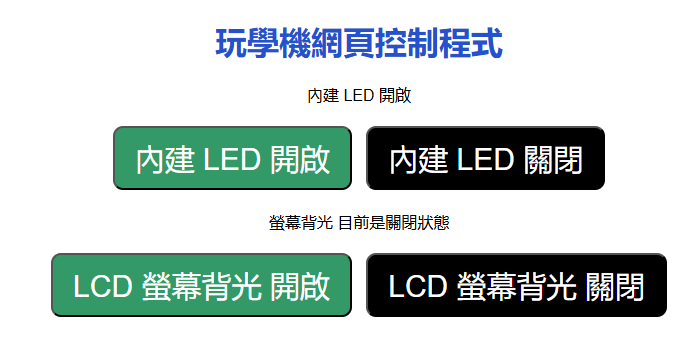 玩學機網頁控制程式
內建 LED 開啟
內建 LED 開啟 內建 LED 關閉
螢幕背光 目前是關閉狀態
LCD 螢幕背光 開啟 LCD 螢幕背光 關閉